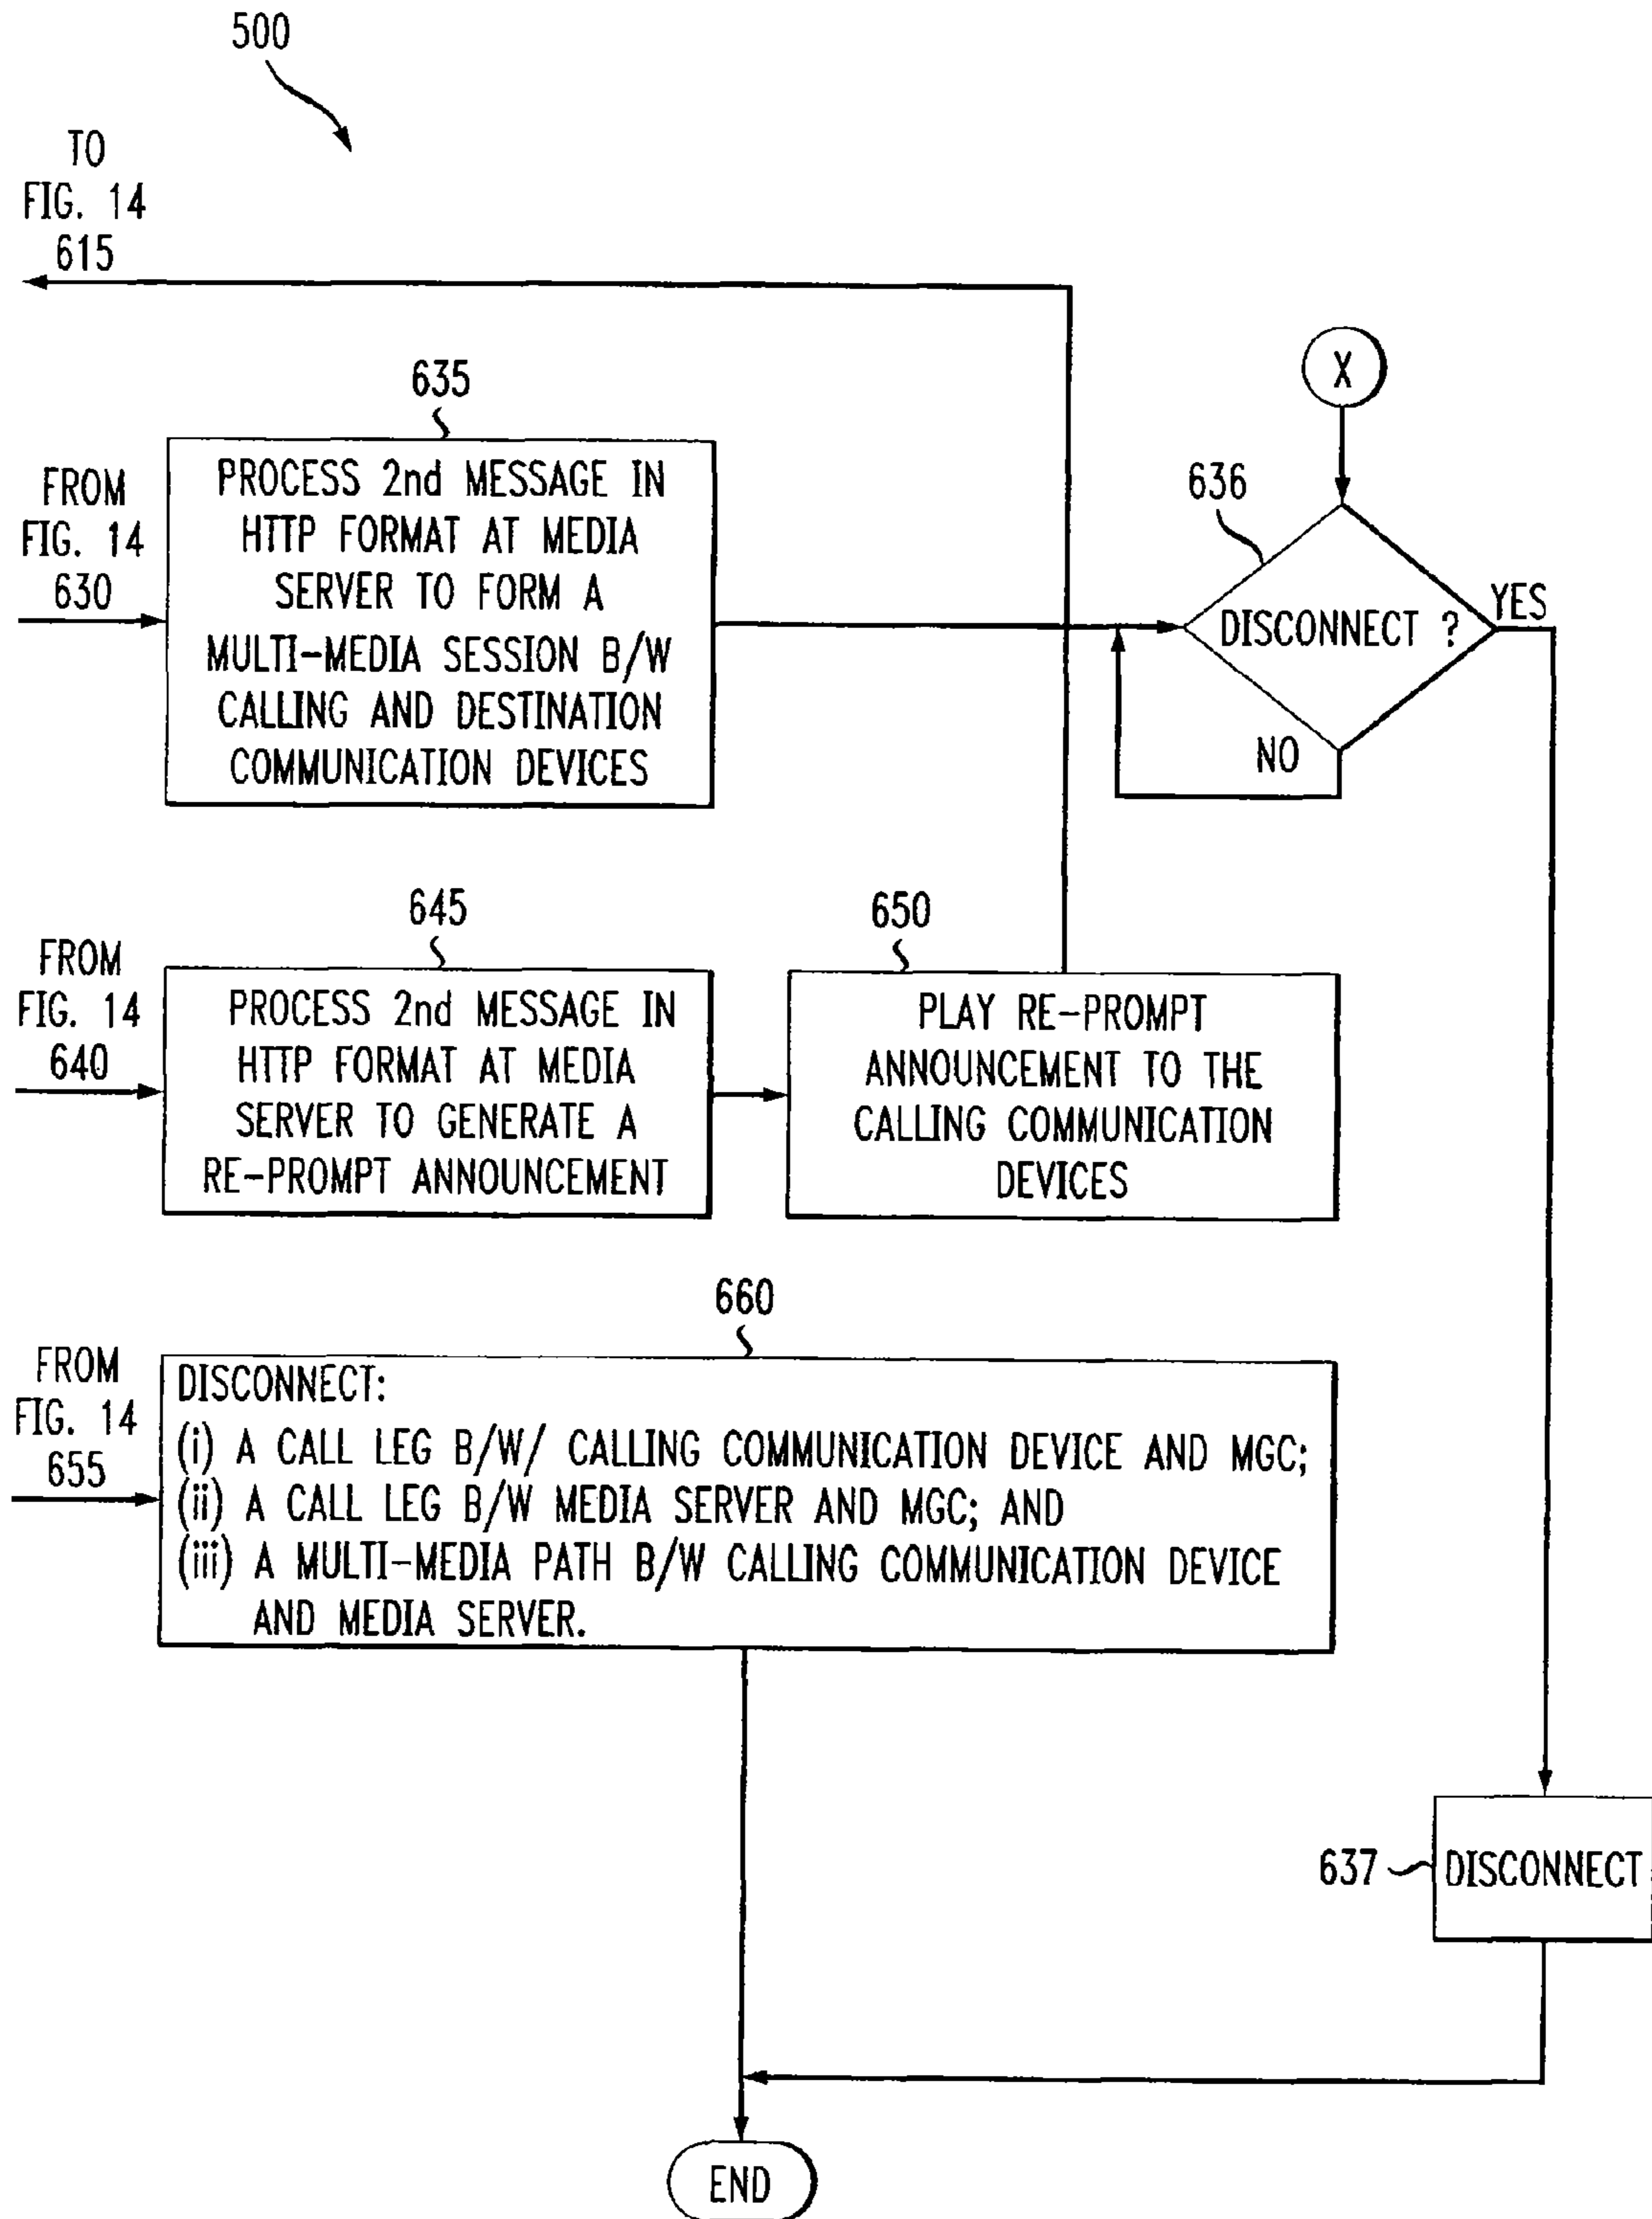 500
TO
FIG. 14
615
X
635
FROM
FIG. 14
630
PROCESS 2nd MESSAGE IN
HTTP FORMAT AT MEDIA
SERVER TO FORM A
MULTI-MEDIA SESSION B/W
CALLING AND DESTINATION
COMMUNICATION DEVICES
636
DISCONNECT ?
YES
NO
645
FROM
FIG. 14
640
PROCESS 2nd MESSAGE IN
HTTP FORMAT AT MEDIA
SERVER TO GENERATE A
RE-PROMPT ANNOUNCEMENT
650
PLAY RE-PROMPT
ANNOUNCEMENT TO THE
CALLING COMMUNICATION
DEVICES
660
FROM
FIG. 14
655
DISCONNECT:
(i) A CALL LEG B/W/ CALLING COMMUNICATION DEVICE AND MGC;
(ii) A CALL LEG B/W MEDIA SERVER AND MGC; AND
(iii) A MULTI-MEDIA PATH B/W CALLING COMMUNICATION DEVICE
AND MEDIA SERVER.
637
DISCONNECT
END